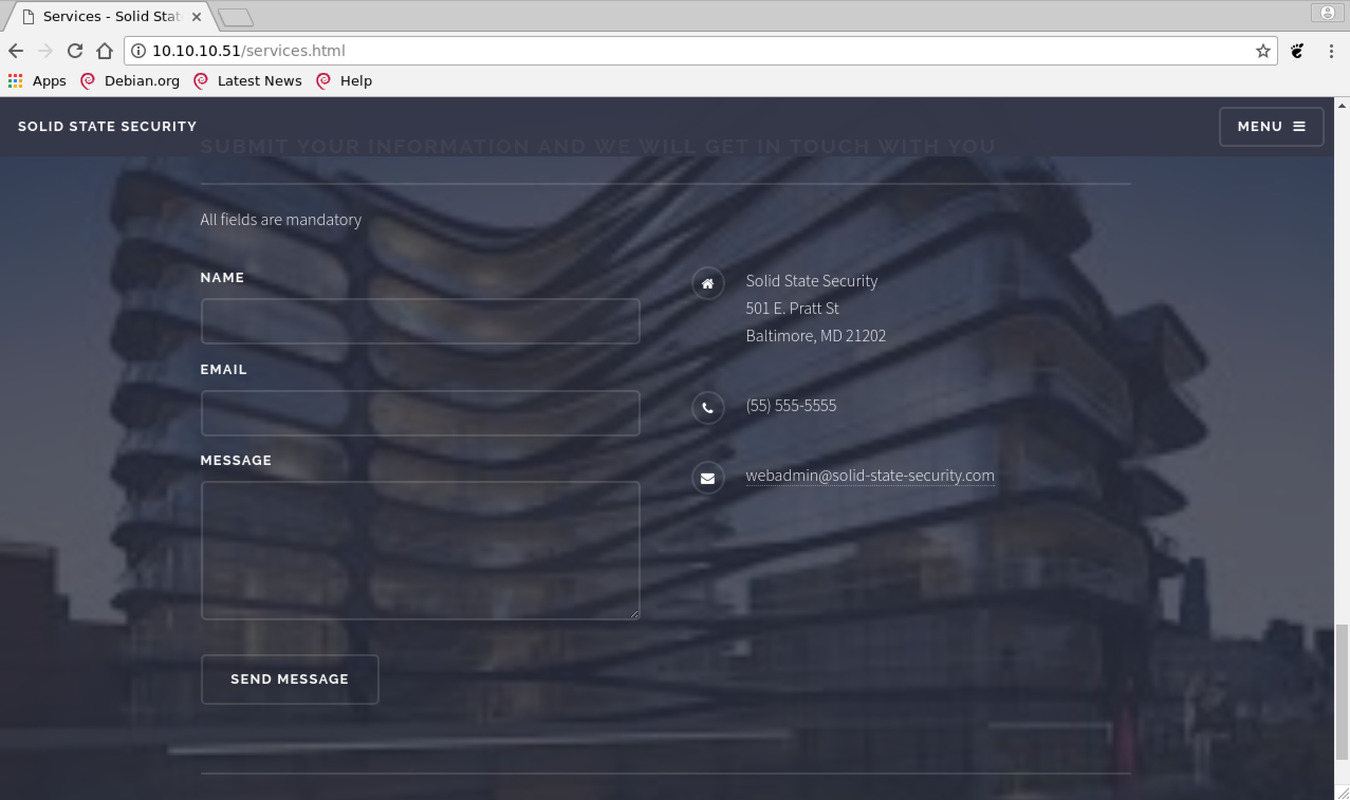 Services - Solid Stat
10.10.10.51/services.html
Apps Debian.org Latest News Help
SOLID STATE SECURITY
MENU
SUBMIT YOUR INFORMATION AND WE WILL GET IN TOUCH WITH YOU
All fields are mandatory
NAME
EMAIL
MESSAGE
SEND MESSAGE
Solid State Security
501 E. Pratt St
Baltimore, MD 21202
(55) 555-5555
webadmin@solid-state-security.com